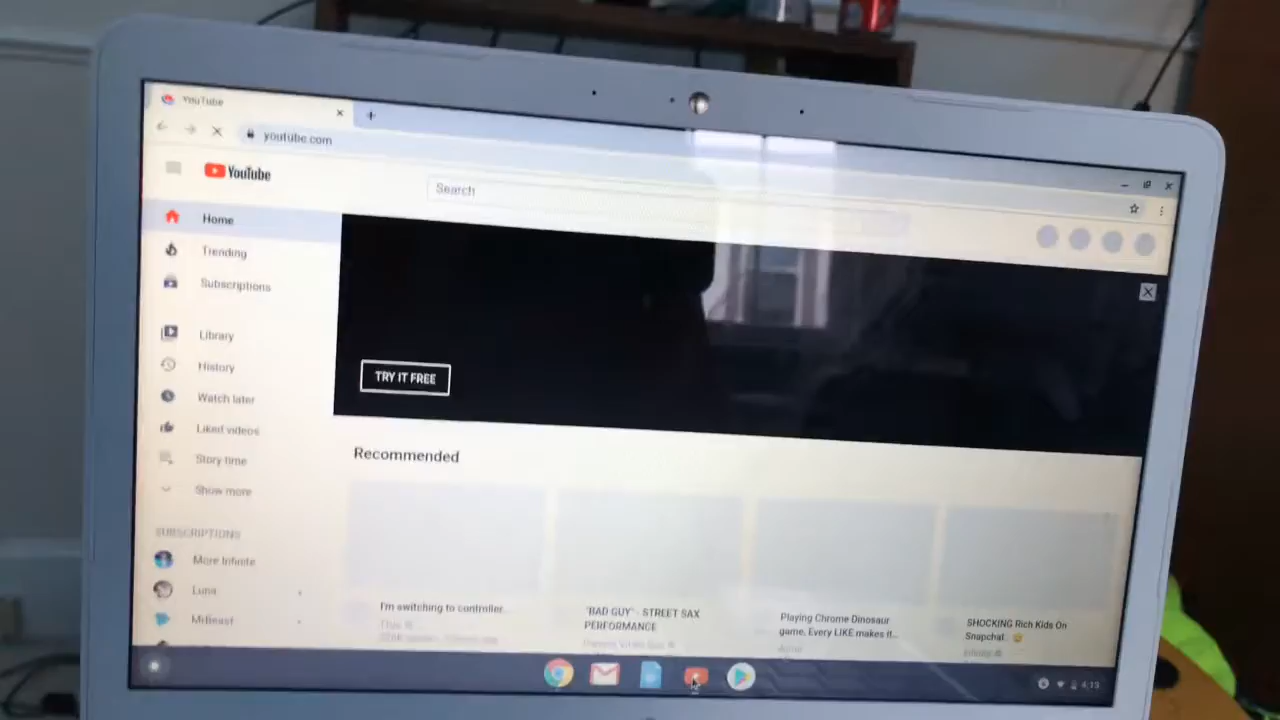 YouTube
youtube.com
YouTube
Search
Home
Trending
Subscriptions
Library
History
Watch later
Liked videos
Story time
Show more
SUBSCRIPTIONS
More Infinite
Luna
MrBeast
TRY IT FREE
Recommended
I'm switching to controller...
"BAD GUY" - STREET SAX
PERFORMANCE
Playing Chrome Dinosaur
game, Every LIKE makes it...
SHOCKING Rich Kids On
Snapchat 😏
4:13